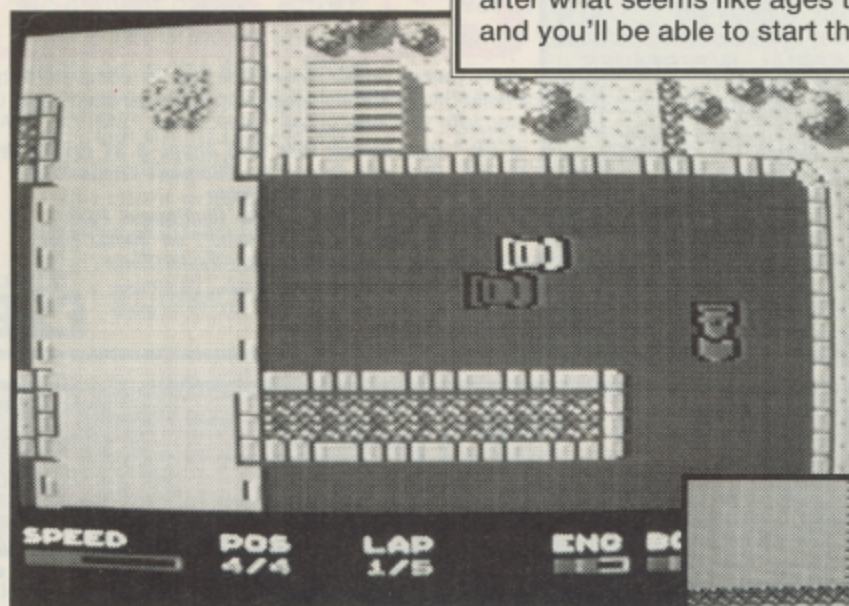 after what seems like ages
and you'll be able to start
SPEED POS LAP ENG
4/4 1/5